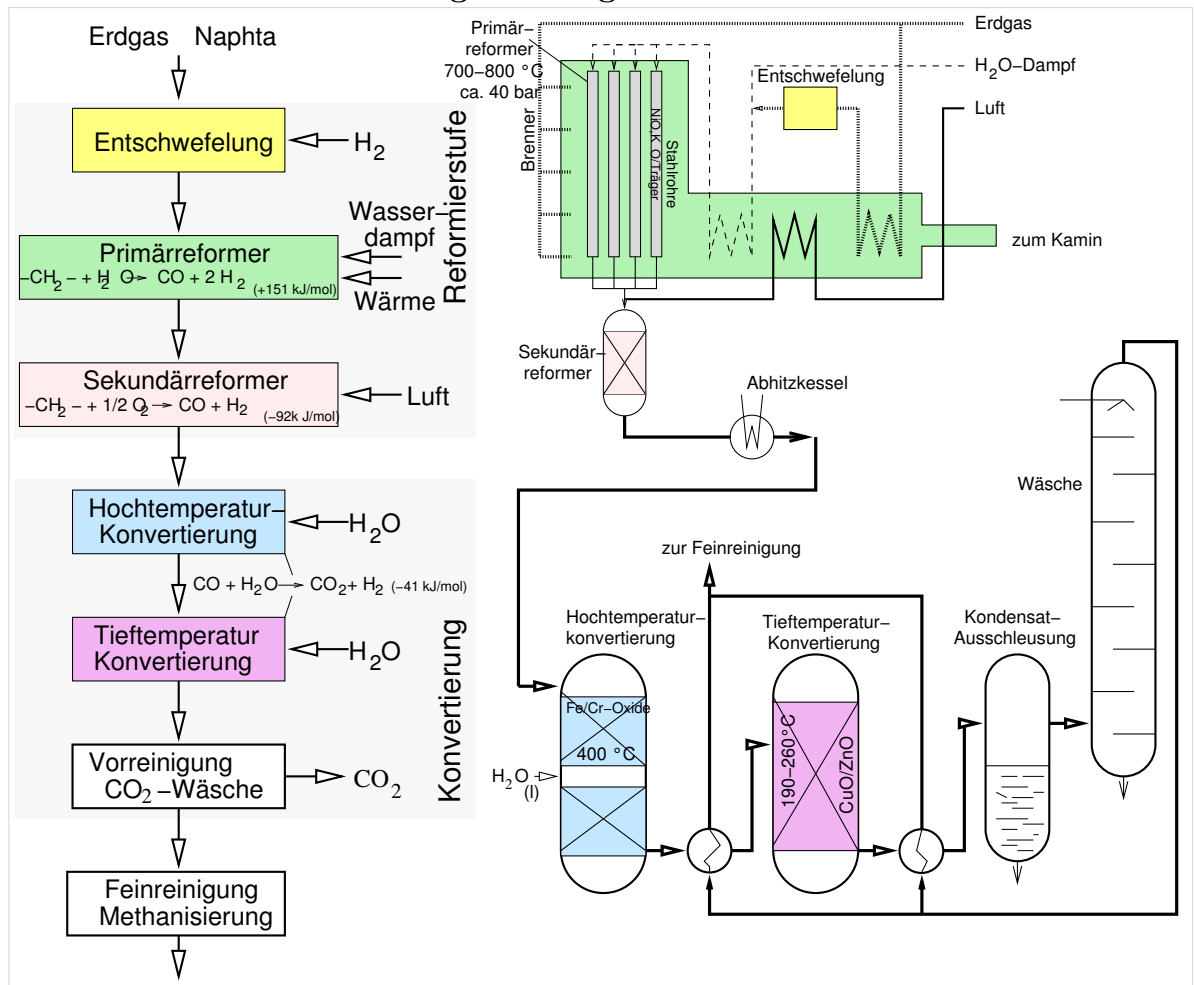 Erdgas Naphta
Entschwefelung
H2
Reformierstufe
Wasser–
dampf
Primärreformer
–CH2 – + H2 O → CO + 2 H2 (+151 kJ/mol)
Wärme
Sekundärreformer
–CH2 – + 1/2 O2 → CO + H2 (–92k J/mol)
Luft
Hochtemperatur–
Konvertierung
H2O
CO + H2O → CO2 + H2 (–41 kJ/mol)
Tieftemperatur
Konvertierung
H2O
Konvertierung
Vorreinigung
CO2 –Wäsche
CO2
Feinreinigung
Methanisierung
Primär–
reformer
700–800 °C
ca. 40 bar
Brenner
NiO,K O/Träger
Stahlrohre
Entschwefelung
Erdgas
H2O–Dampf
Luft
zum Kamin
Sekundär–
reformer
Abhitzkessel
Wäsche
zur Feinreinigung
Hochtemperatur–
konvertierung
Fe/Cr–Oxide
400 °C
H2O
(l)
Tieftemperatur–
Konvertierung
190–260°C
CuO/ZnO
Kondensat–
Ausschleusung